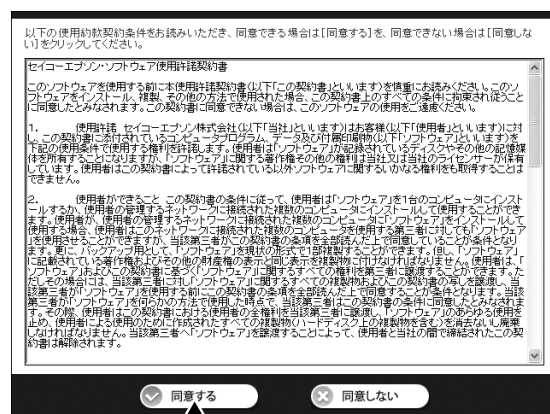 以下の使用約款契約条件をお読みいただき、同意できる場合は[同意する]を、同意できない場合は[同意しな
い]をクリックしてください。
セイコーエプソン・ソフトウェア使用許諾契約書
このソフトウェアを使用する前に本使用許諾契約書(以下「この契約書」といいます)を慎重にお読みください。このソ
フトウェアをインストール、複製、その他の方法で使用された場合、この契約書上のすべての条件に拘束され従うこと
に同意したとみなされます。この契約書に同意できない場合は、このソフトウェアの使用をご遠慮ください。
1.　使用許諾 セイコーエプソン株式会社(以下「当社」といいます)はお客様(以下「使用者」といいます)に対
し、この契約書に添付されているコンピュータプログラム、データ及び付属印刷物(以下「ソフトウェア」といいます)を
下記の使用条件で使用する権利を許諾します。使用者は「ソフトウェア」が記録されているディスクやその他の記憶媒
体を所有することになりますが、「ソフトウェア」に関する著作権その他の権利は当社又は当社のライセンサーが保有
しています。使用者はこの契約書によって許諾されている以外ソフトウェアに関するいかなる権利をも取得することは
できません。
2.　使用者ができること この契約書の条件に従って、使用者は「ソフトウェア」を1台のコンピュータにインスト
ールするか、使用者の管理するネットワークに接続された複数のコンピュータにインストールして使用することができ
ます。使用者が、使用者の管理するネットワークに接続された複数のコンピュータに「ソフトウェア」をインストールして
使用する場合、使用者はこのネットワークに接続された複数のコンピュータを使用する第三者に対しても「ソフトウェア
」を使用させることができますが、当該第三者がこの契約書の条項を全部読んだ上で同意していることが条件となり
ます。更に、バックアップ用として、「ソフトウェア」を現状の形式で1部複製することができます。但し、「ソフトウェア」
に記載されている著作権およびその他の財産権の表示と同じ表示を複製物に付けなければなりません。使用者は、「
ソフトウェア」およびこの契約書に基づく「ソフトウェア」に関するすべての権利を第三者に譲渡することができます。た
だしその場合には、当該第三者に対し「ソフトウェア」に関するすべての複製物およびこの契約書の写しを譲渡し、当
該第三者が「ソフトウェア」を使用する前にこの契約書の条項を全部読んだ上で同意することが条件となります。当該
第三者が「ソフトウェア」を何らかの方法で使用した時点で、当該第三者はこの契約書の条件に同意したとみなされま
す。その際、使用者はこの契約書における使用者の全権利を当該第三者に譲渡し、「ソフトウェア」のあらゆる使用を
止め、使用者による使用のために作成されたすべての複製物(ハードディスク上の複製物を含む)を消去ないし廃棄
しなければなりません。当該第三者へ「ソフトウェア」を譲渡することによって、使用者と当社の間で締結されたこの契
約書は解除されます。
同意する
同意しない